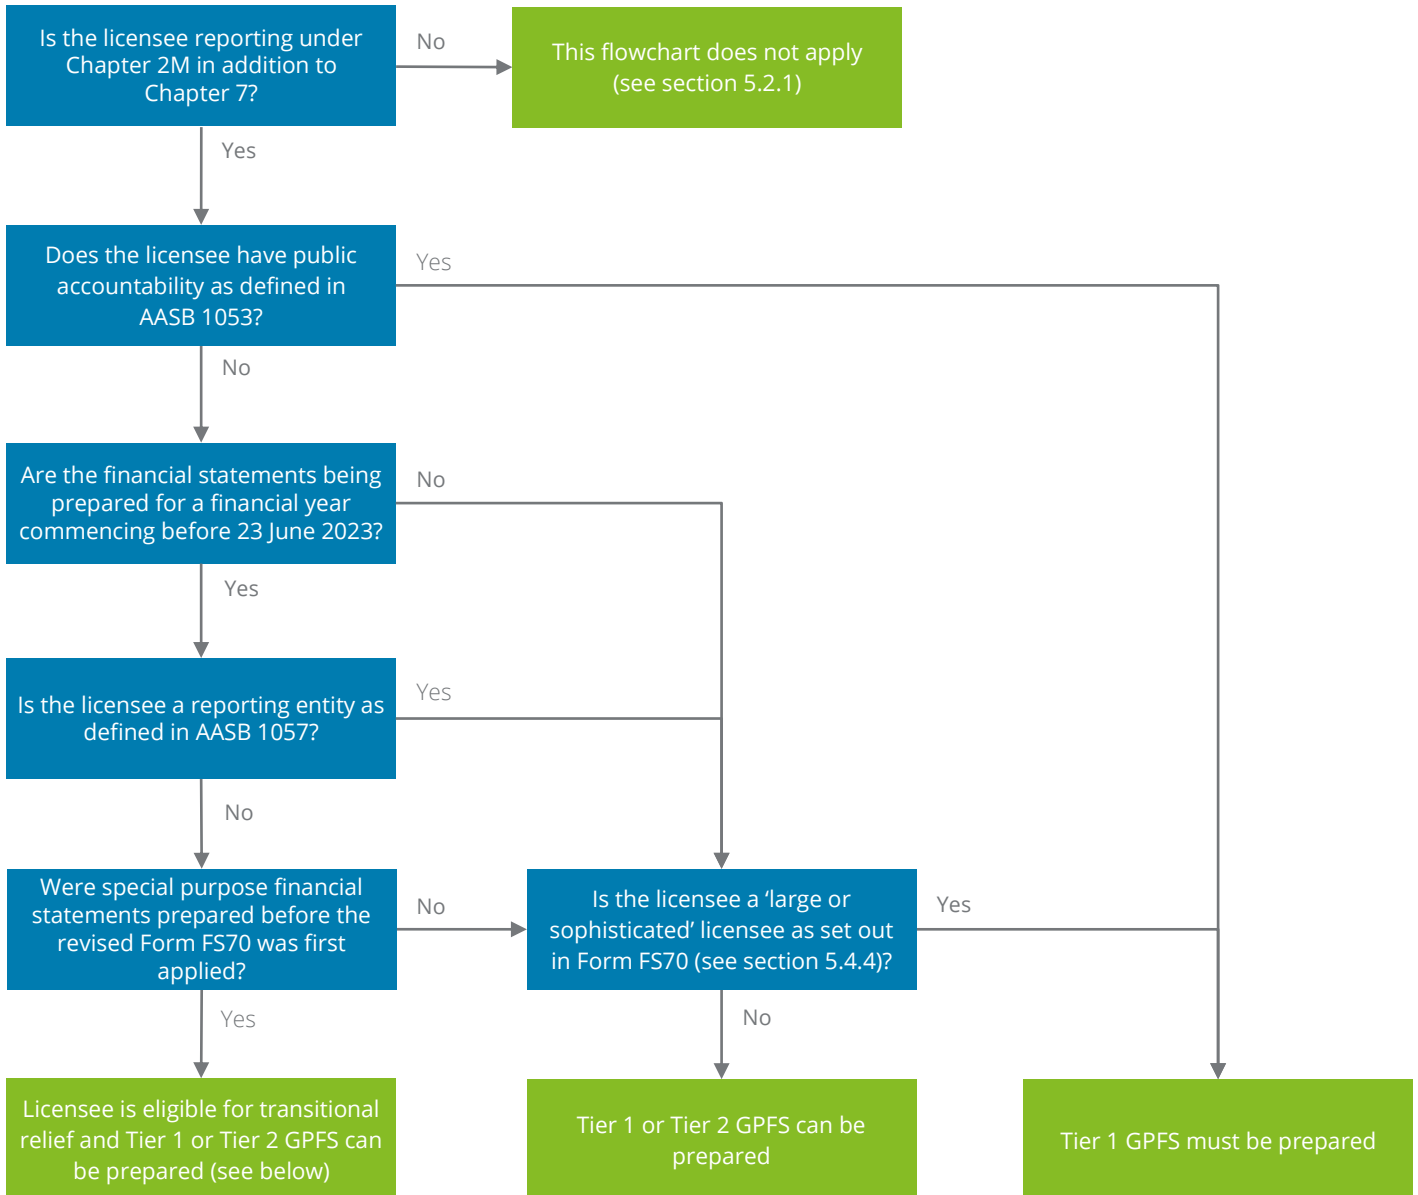 Is the licensee reporting under
Chapter 2M in addition to
Chapter 7?
No
This flowchart does not apply
(see section 5.2.1)
Yes
Does the licensee have public
accountability as defined in
AASB 1053?
Yes
No
Are the financial statements being
prepared for a financial year
commencing before 23 June 2023?
No
Yes
Is the licensee a reporting entity as
defined in AASB 1057?
Yes
No
Were special purpose financial
statements prepared before the
revised Form FS70 was first
applied?
No
Is the licensee a ‘large or
sophisticated’ licensee as set out
in Form FS70 (see section 5.4.4)?
Yes
Yes
No
Licensee is eligible for transitional
relief and Tier 1 or Tier 2 GPFS can
be prepared (see below)
Tier 1 or Tier 2 GPFS can be
prepared
Tier 1 GPFS must be prepared